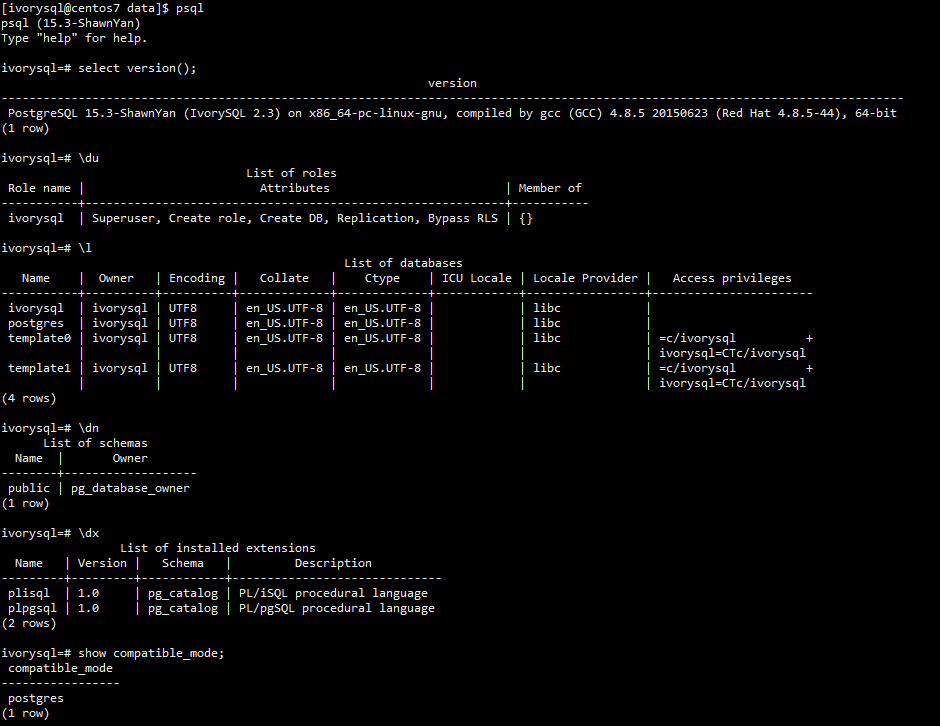 [ivorysql@centos7 data]$ psql
psql (15.3-ShawnYan)
Type "help" for help.

ivorysql=# select version();
                                                             version
---------------------------------------------------------------------------------------------------------------------------------
 PostgreSQL 15.3-ShawnYan (IvorySQL 2.3) on x86_64-pc-linux-gnu, compiled by gcc (GCC) 4.8.5 20150623 (Red Hat 4.8.5-44), 64-bit
(1 row)

ivorysql=# \du
                                   List of roles
 Role name |                         Attributes                         | Member of
-----------+------------------------------------------------------------+-----------
 ivorysql  | Superuser, Create role, Create DB, Replication, Bypass RLS | {}

ivorysql=# \l
                                                 List of databases
   Name    |  Owner   | Encoding |   Collate   |    Ctype    | ICU Locale | Locale Provider |   Access privileges
-----------+----------+----------+-------------+-------------+------------+-----------------+-----------------------
 ivorysql  | ivorysql | UTF8     | en_US.UTF-8 | en_US.UTF-8 |            | libc            |
 postgres  | ivorysql | UTF8     | en_US.UTF-8 | en_US.UTF-8 |            | libc            |
 template0 | ivorysql | UTF8     | en_US.UTF-8 | en_US.UTF-8 |            | libc            | =c/ivorysql          +
           |          |          |             |             |            |                 | ivorysql=CTc/ivorysql
 template1 | ivorysql | UTF8     | en_US.UTF-8 | en_US.UTF-8 |            | libc            | =c/ivorysql          +
           |          |          |             |             |            |                 | ivorysql=CTc/ivorysql
(4 rows)

ivorysql=# \dn
      List of schemas
  Name  |       Owner
--------+-------------------
 public | pg_database_owner
(1 row)

ivorysql=# \dx
                 List of installed extensions
  Name   | Version |   Schema   |         Description
---------+---------+------------+------------------------------
 plisql  | 1.0     | pg_catalog | PL/iSQL procedural language
 plpgsql | 1.0     | pg_catalog | PL/pgSQL procedural language
(2 rows)

ivorysql=# show compatible_mode;
 compatible_mode
-----------------
 postgres
(1 row)